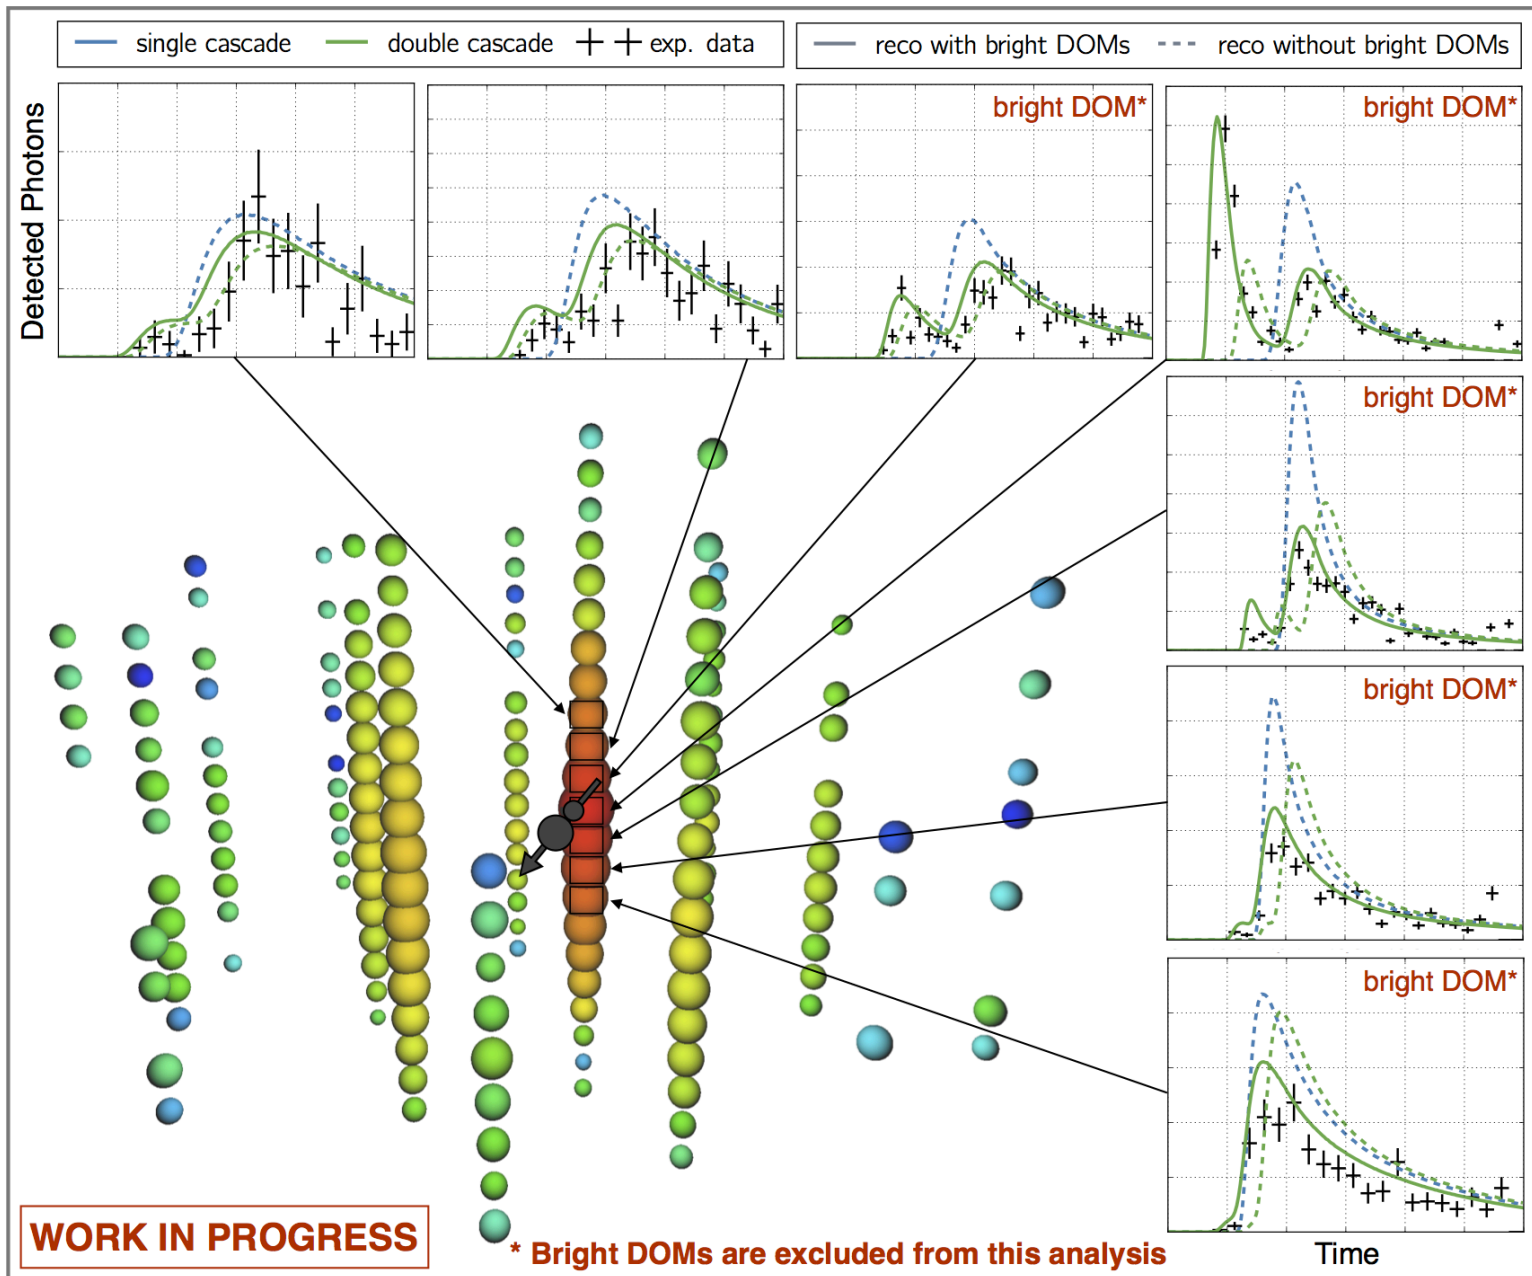 single cascade
double cascade
exp. data
reco with bright DOMs
reco without bright DOMs
Detected Photons
bright DOM*
bright DOM*
bright DOM*
bright DOM*
bright DOM*
WORK IN PROGRESS
* Bright DOMs are excluded from this analysis
Time